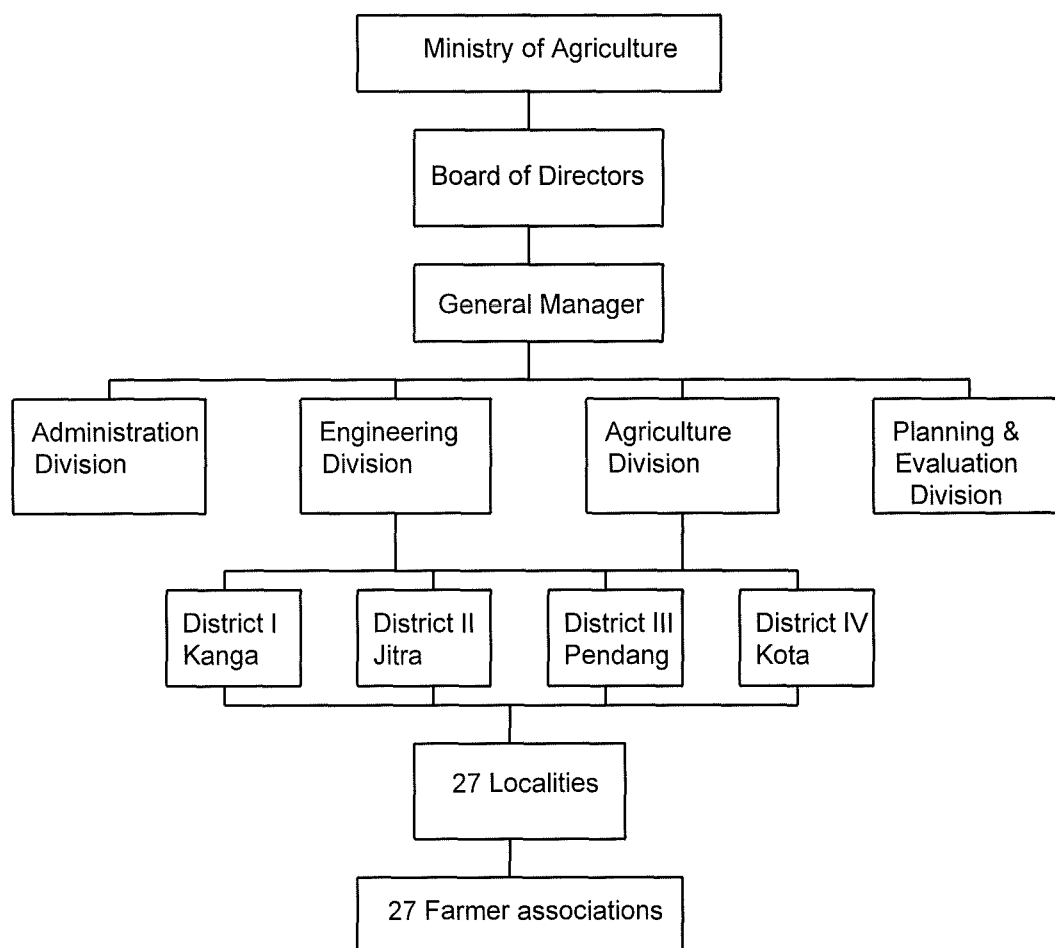 Ministry of Agriculture
Board of Directors
General Manager
Administration
Division
Engineering
Division
Agriculture
Division
Planning &
Evaluation
Division
District I
Kanga
District II
Jitra
District III
Pendang
District IV
Kota
27 Localities
27 Farmer associations